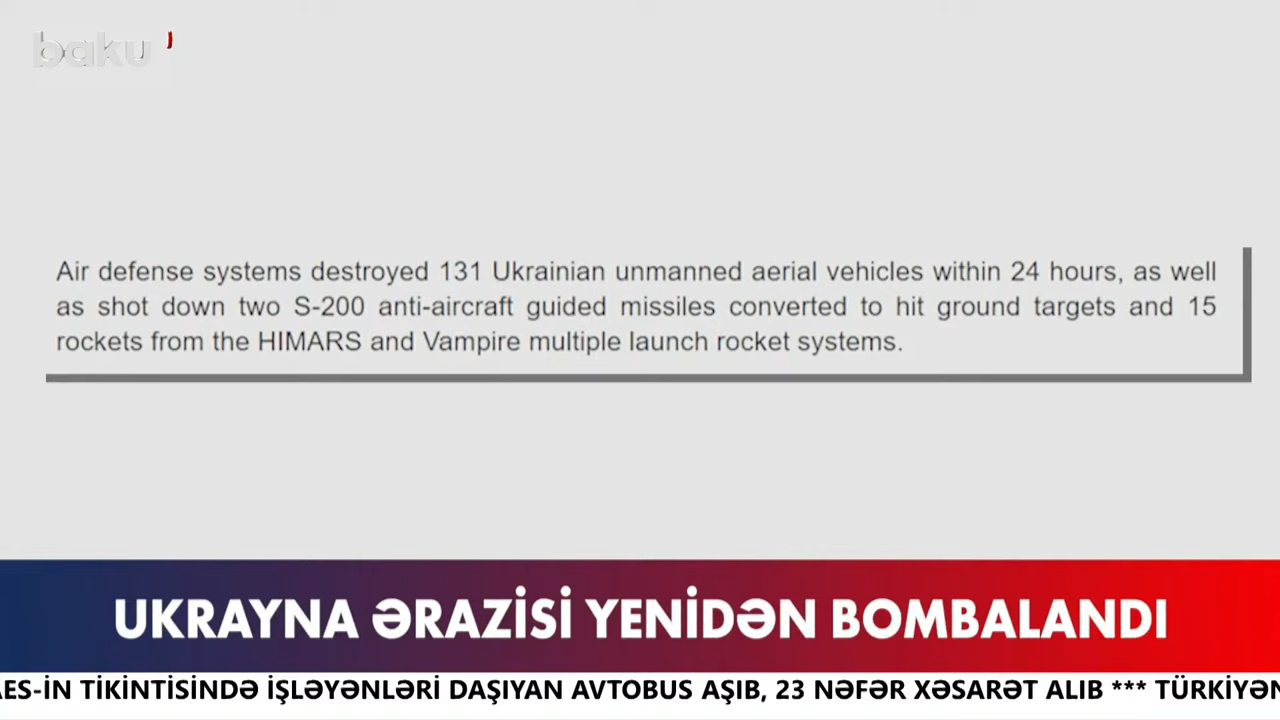 baku
Air defense systems destroyed 131 Ukrainian unmanned aerial vehicles within 24 hours, as well
as shot down two S-200 anti-aircraft guided missiles converted to hit ground targets and 15
rockets from the HIMARS and Vampire multiple launch rocket systems.
UKRAYNA ƏRAZİSİ YENİDƏN BOMBALANDI
AES-İN TİKİNTİSİNDƏ İŞLƏYƏNLƏRİ DAŞIYAN AVTOBUS AŞIB, 23 NƏFƏR XƏSARƏT ALIB *** TÜRKİYƏN